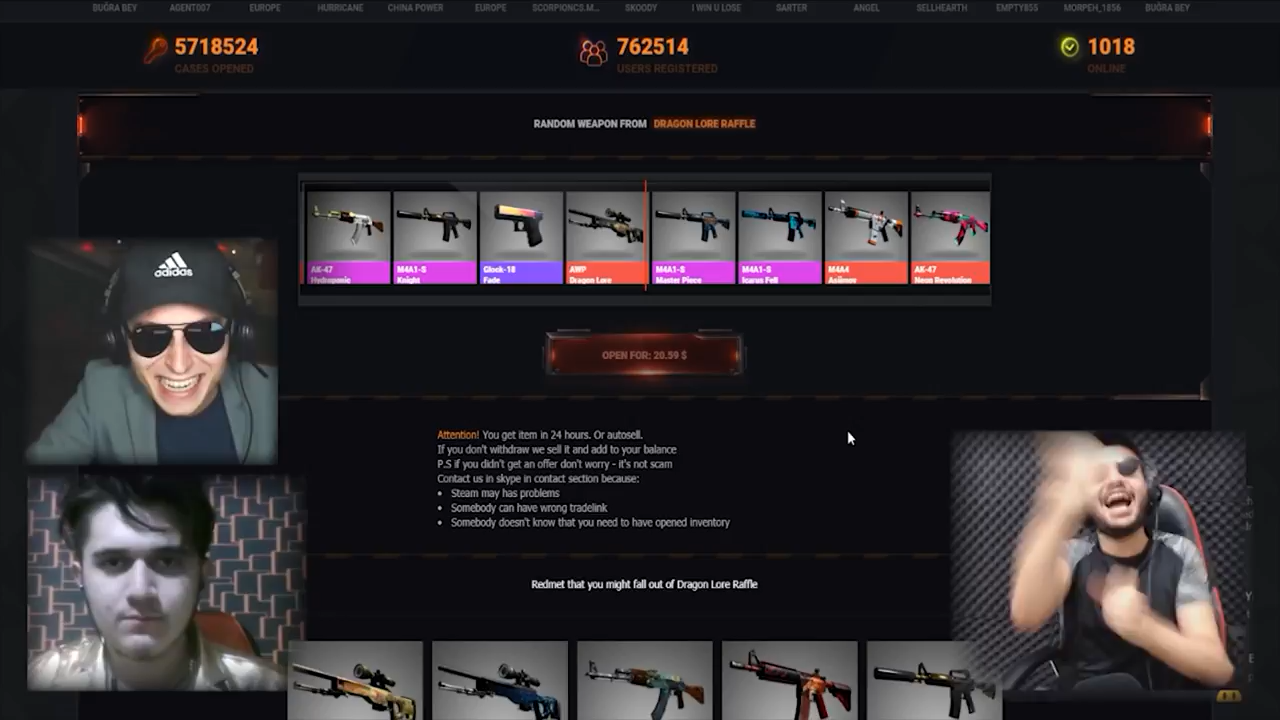 BUĞRA BEY AGENT007 EUROPE HURRICANE CHINA POWER EUROPE SCORPIONCS.M... SKOODY I WIN U LOSE SARTER ANGEL SELLHEARTH EMPTY855 MORPEH_1856 BUĞRA BEY
5718524 762514 1018
CASES OPENED USERS REGISTERED ONLINE
RANDOM WEAPON FROM DRAGON LORE RAFFLE
AK-47 M4A1-S Glock-18 AWP M4A1-S M4A1-S M4A4 AK-47
Hydroponic Knight Fade Dragon Lore Master Piece Icarus Fell Asiimov Neon Revolution
adidas
OPEN FOR: 20.59 $
Attention! You get item in 24 hours. Or autosell.
If you don't withdraw we sell it and add to your balance
P.S if you didn't get an offer don't worry - it's not scam
Contact us in skype in contact section because:
• Steam may has problems
• Somebody can have wrong tradelink
• Somebody doesn't know that you need to have opened inventory
Redmet that you might fall out of Dragon Lore Raffle